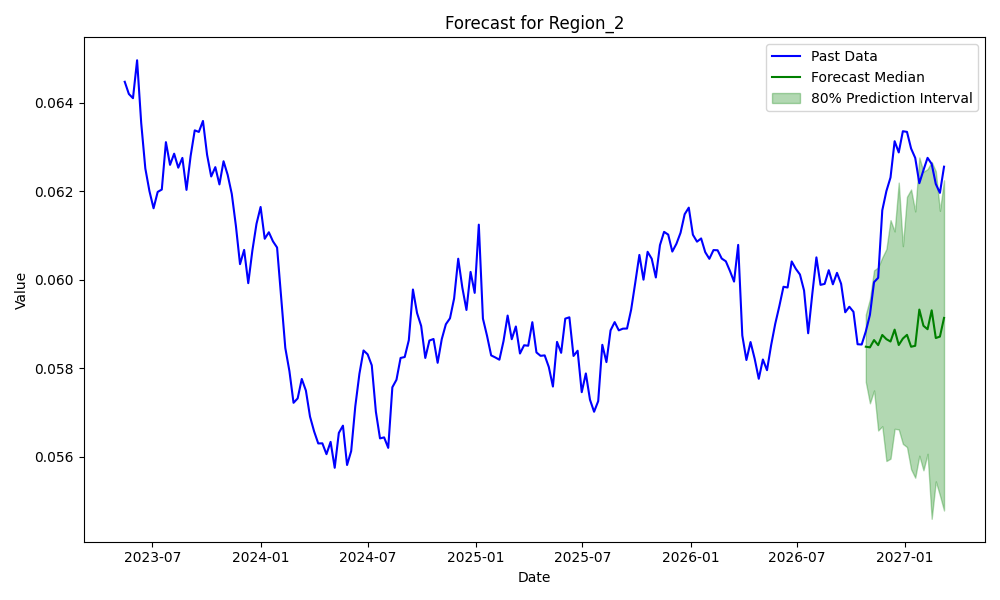 Forecast for Region_2
Past Data
Forecast Median
80% Prediction Interval
Value
0.064
0.062
0.060
0.058
0.056
2023-07
2024-01
2024-07
2025-01
2025-07
2026-01
2026-07
2027-01
Date